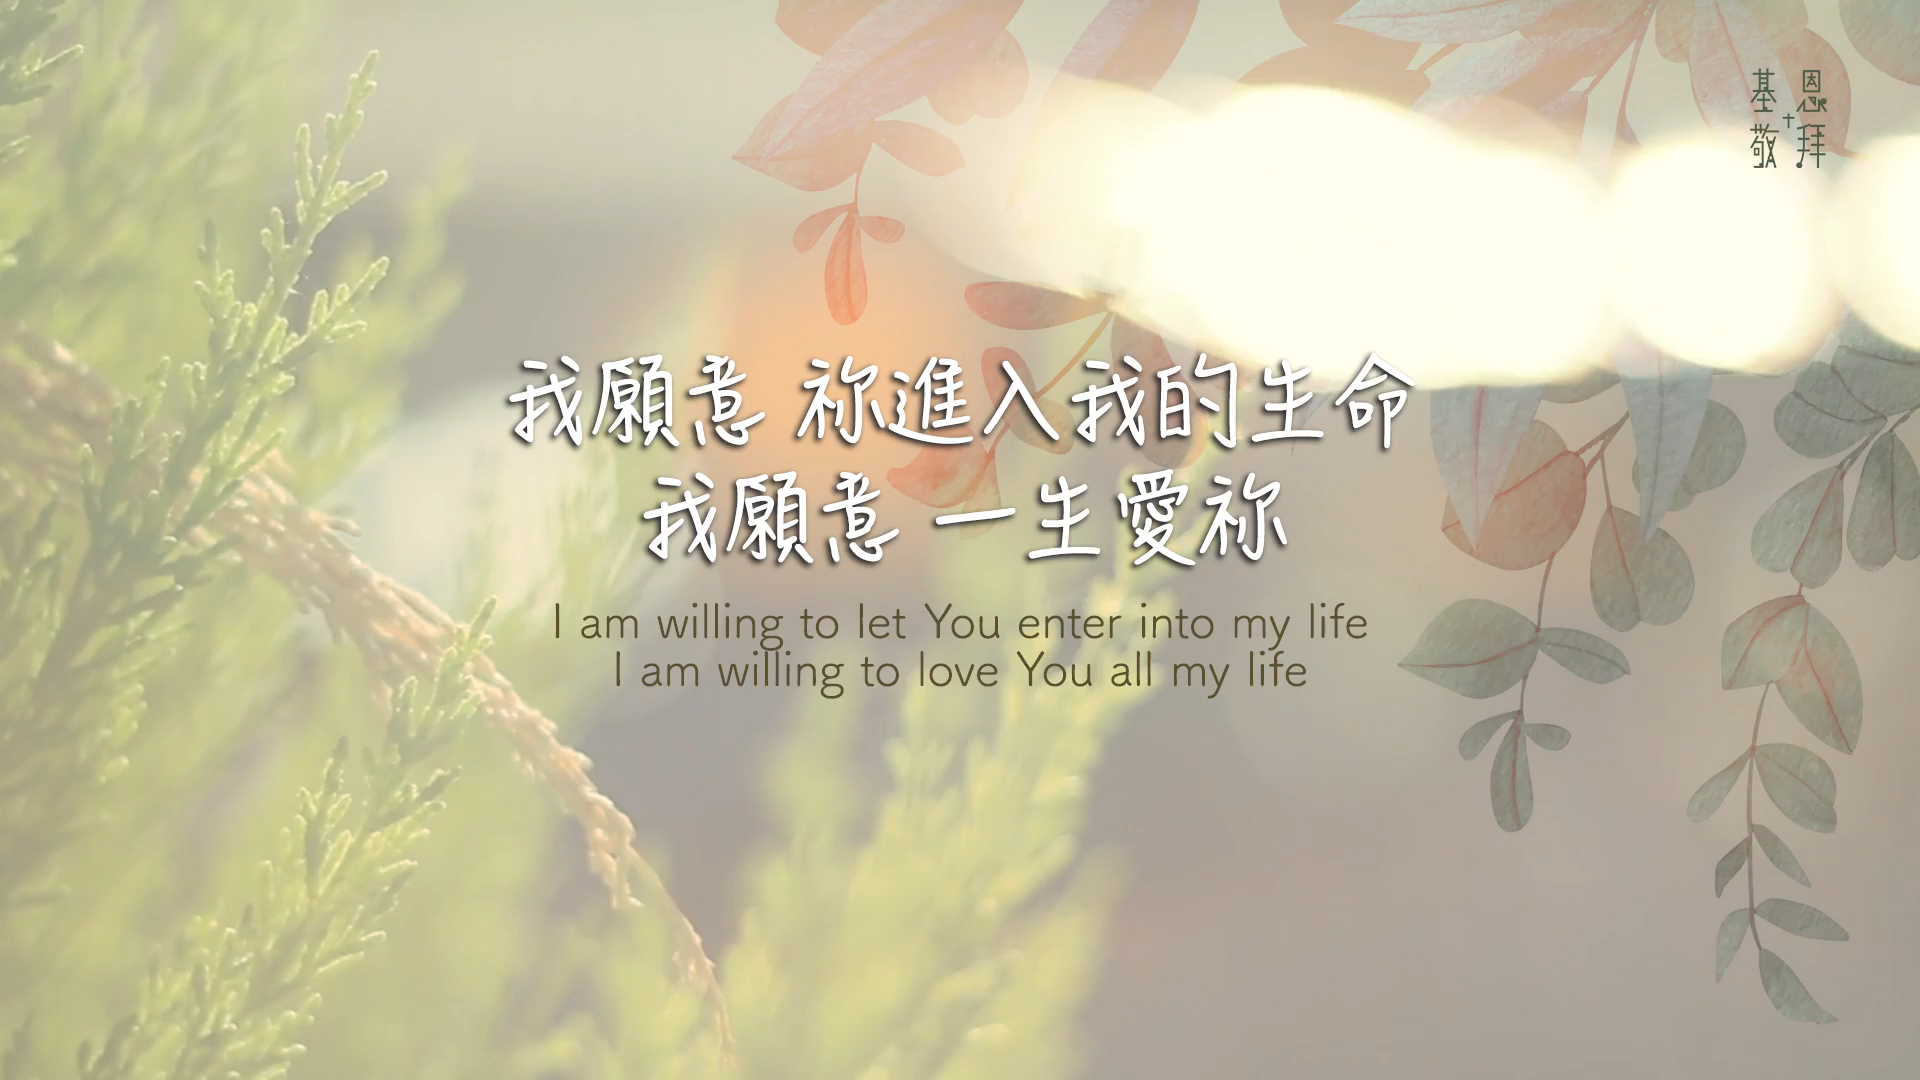 基恩
敬拜
我願意 祢進入我的生命
我願意 一生愛祢
I am willing to let You enter into my life
I am willing to love You all my life